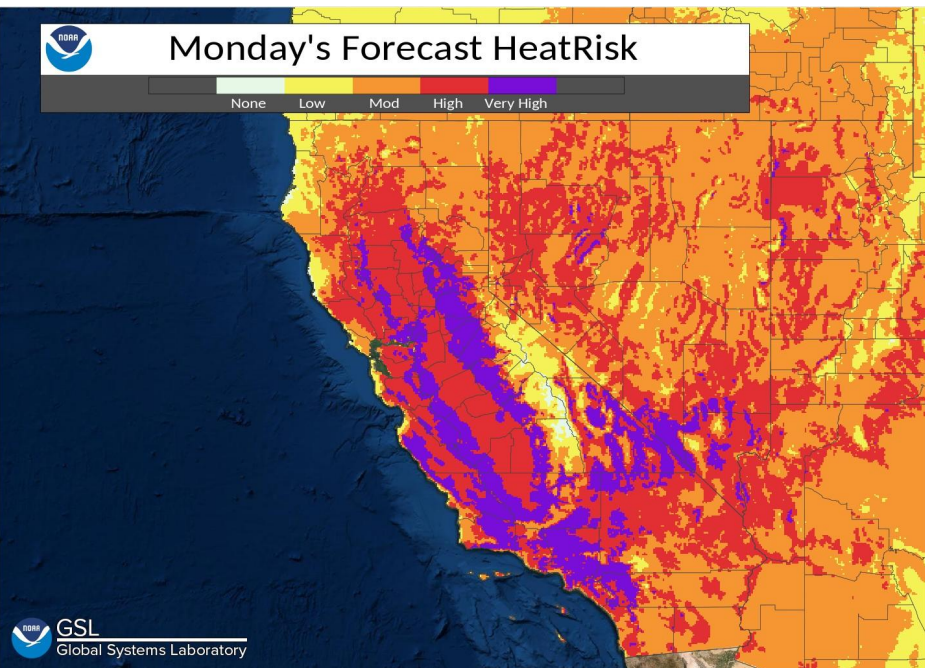 NOAA
Monday's Forecast HeatRisk
None Low Mod High Very High
NOAA
GSL
Global Systems Laboratory